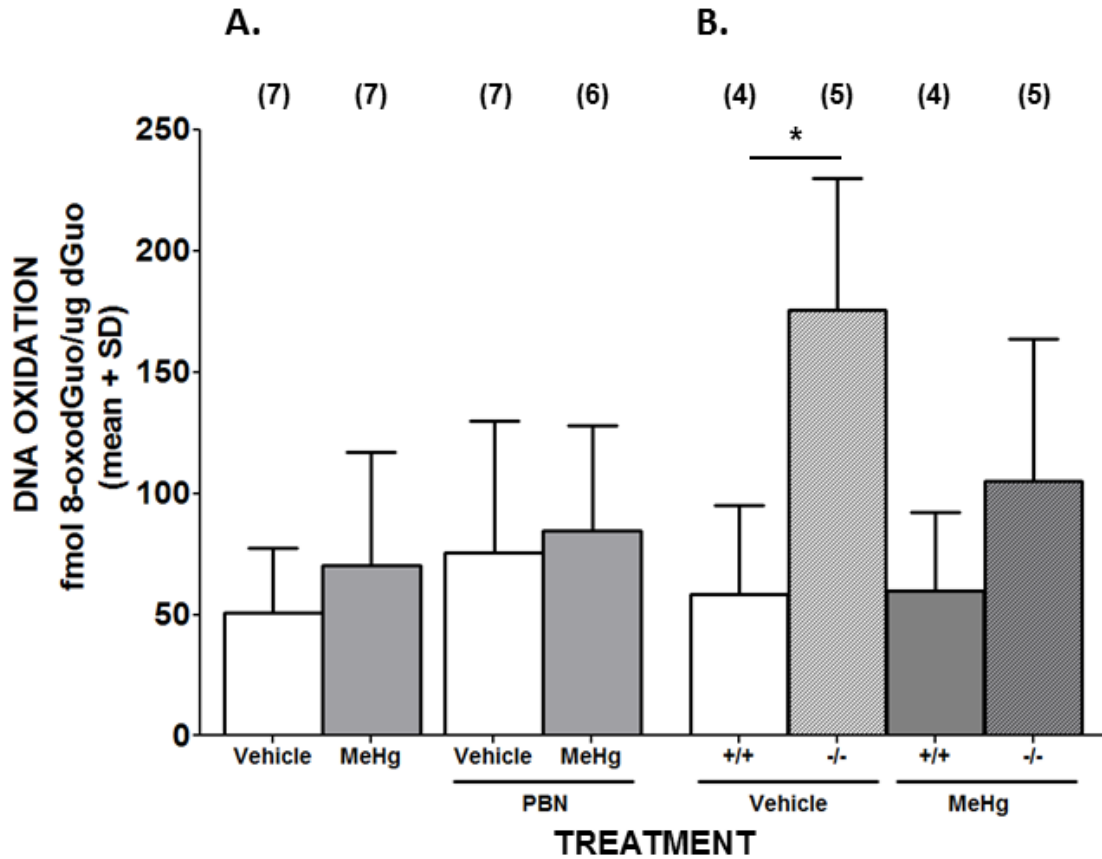 A. B.
(7) (7) (7) (6) (4) (5) (4) (5)
*
250
200
150
100
50
0
DNA OXIDATION
fmol 8-oxodGuo/ug dGuo
(mean + SD)
Vehicle MeHg Vehicle MeHg +/+ -/- +/+ -/-
PBN Vehicle MeHg
TREATMENT